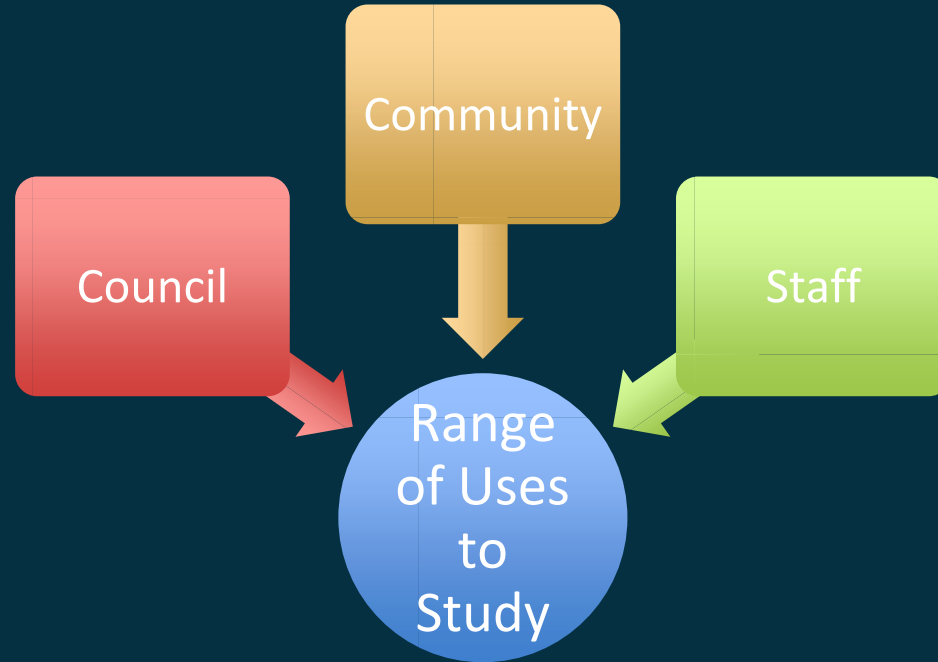 Community
Council
Staff
Range
of Uses
to
Study